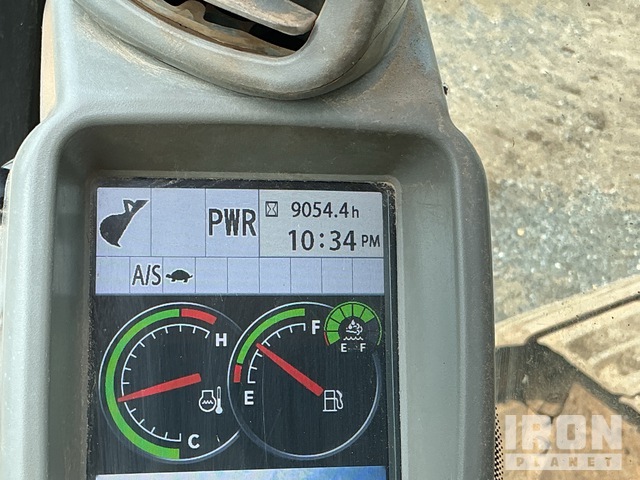 PWR
9054.4h
10:34 PM
A/S
H
C
F
E
E F
IRON
PLANET